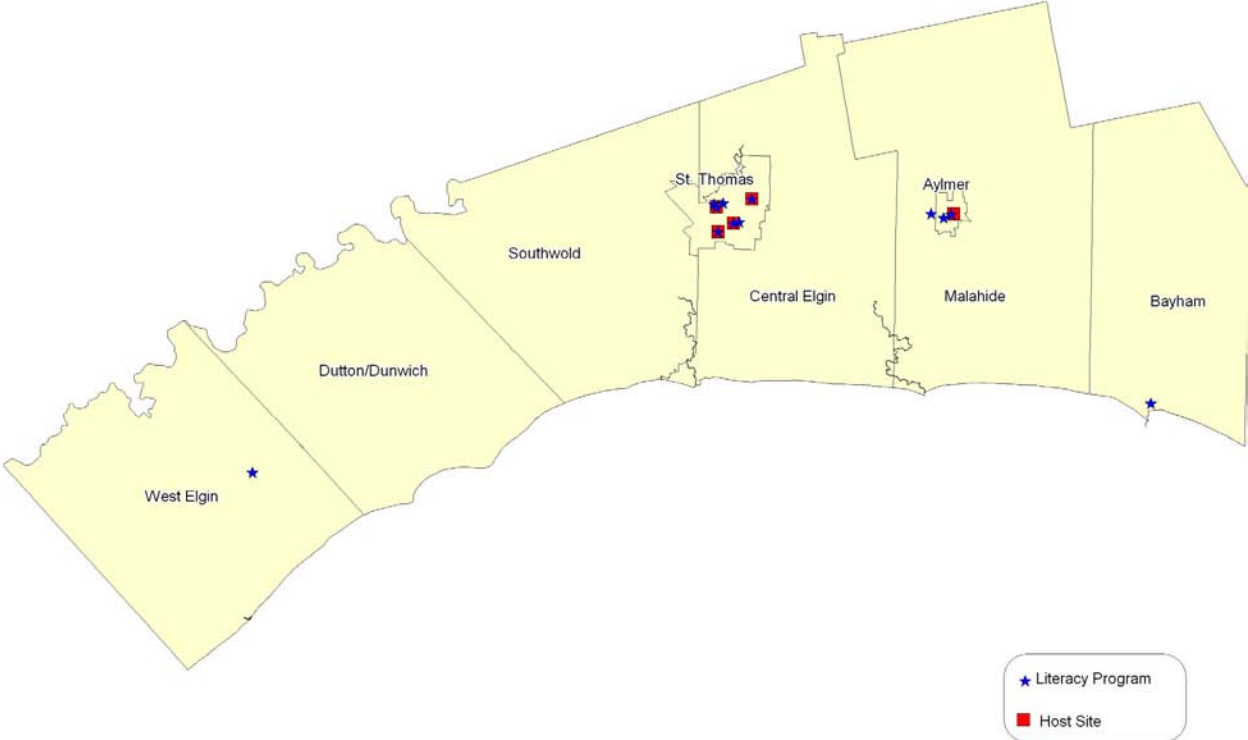 St. Thomas
Aylmer
Southwold
Central Elgin
Malahide
Bayham
Dutton/Dunwich
West Elgin
Literacy Program
Host Site